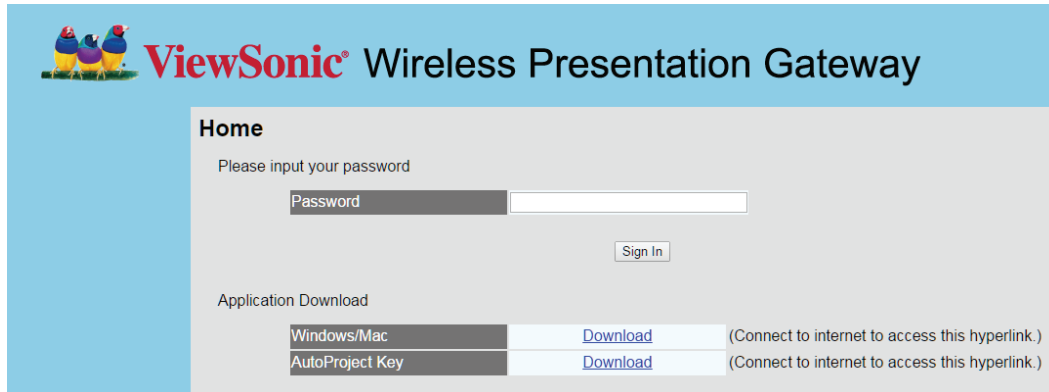 ViewSonic® Wireless Presentation Gateway
Home
Please input your password
Password
Sign In
Application Download
Windows/Mac Download (Connect to internet to access this hyperlink.)
AutoProject Key Download (Connect to internet to access this hyperlink.)